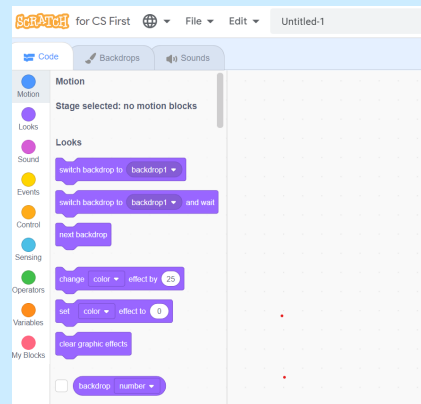 SCRATCH for CS First File Edit Untitled-1
Code Backdrops Sounds
Motion
Looks
Sound
Events
Control
Sensing
Operators
Variables
My Blocks
Motion
Stage selected: no motion blocks
Looks
switch backdrop to backdrop1
switch backdrop to backdrop1 and wait
next backdrop
change color effect by 25
set color effect to 0
clear graphic effects
backdrop number